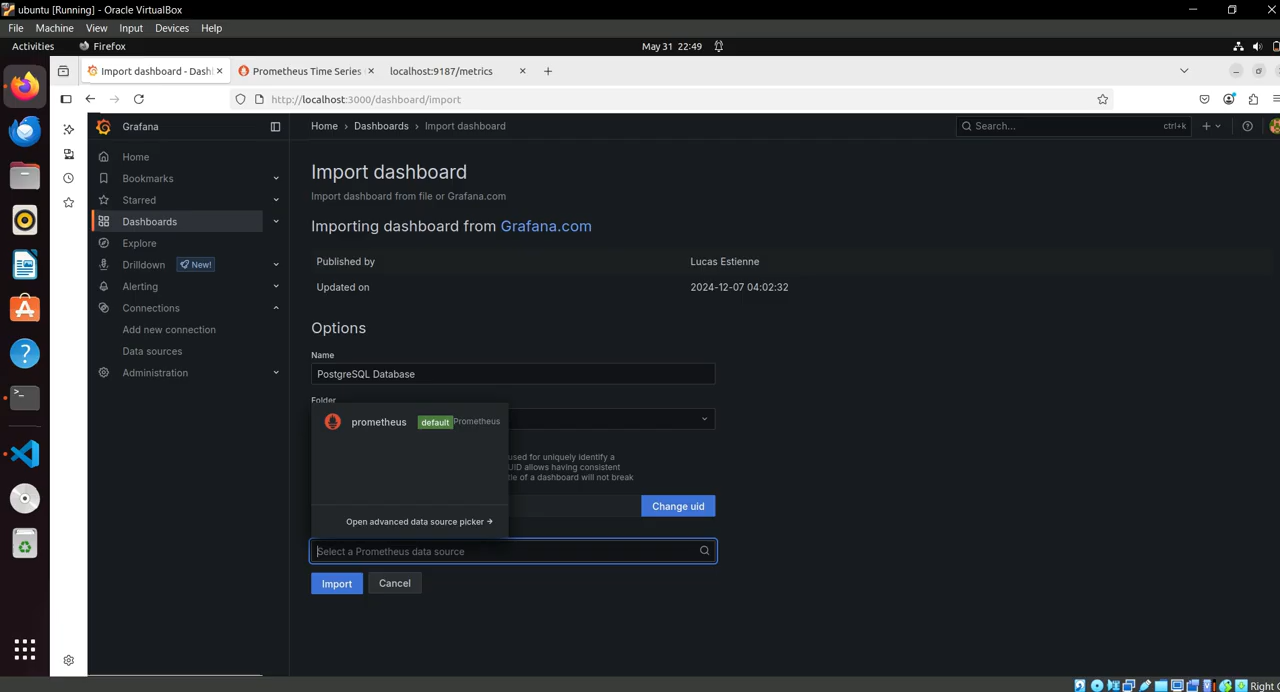 ubuntu [Running] - Oracle VirtualBox
File Machine View Input Devices Help
Activities Firefox May 31 22:49
Import dashboard - Dash Prometheus Time Series localhost:9187/metrics
http://localhost:3000/dashboard/import
Grafana
Home › Dashboards › Import dashboard
Search... ctrl+k
Home
Bookmarks
Starred
Dashboards
Explore
Drilldown New!
Alerting
Connections
Add new connection
Data sources
Administration
Import dashboard
Import dashboard from file or Grafana.com
Importing dashboard from Grafana.com
Published by Lucas Estienne
Updated on 2024-12-07 04:02:32
Options
Name
PostgreSQL Database
Folder
prometheus default Prometheus
used for uniquely identify a
UID allows having consistent
tle of a dashboard will not break
Change uid
Open advanced data source picker
Select a Prometheus data source
Import Cancel
Right